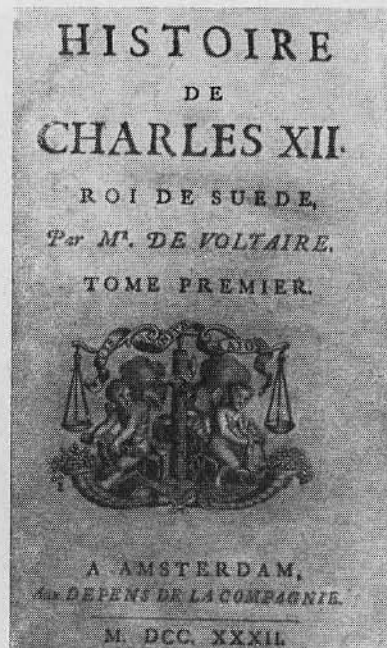 HISTOIRE
DE
CHARLES XII.
ROI DE SUEDE,
Par Mr. DE VOLTAIRE.
TOME PREMIER.
A AMSTERDAM,
Aux DEPENS DE LA COMPAGNIE.
M. DCC. XXXII.